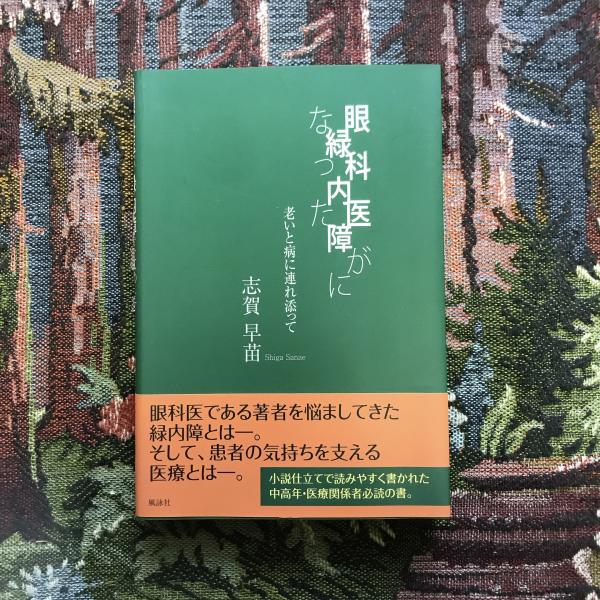 眼科医が
緑内障に
なった
老いと病に連れ添って
志賀 早苗
Shiga Sanae
眼科医である著者を悩ましてきた
緑内障とは―。
そして、患者の気持ちを支える
医療とは―。
小説仕立てで読みやすく書かれた
中高年・医療関係者必読の書。
風詠社